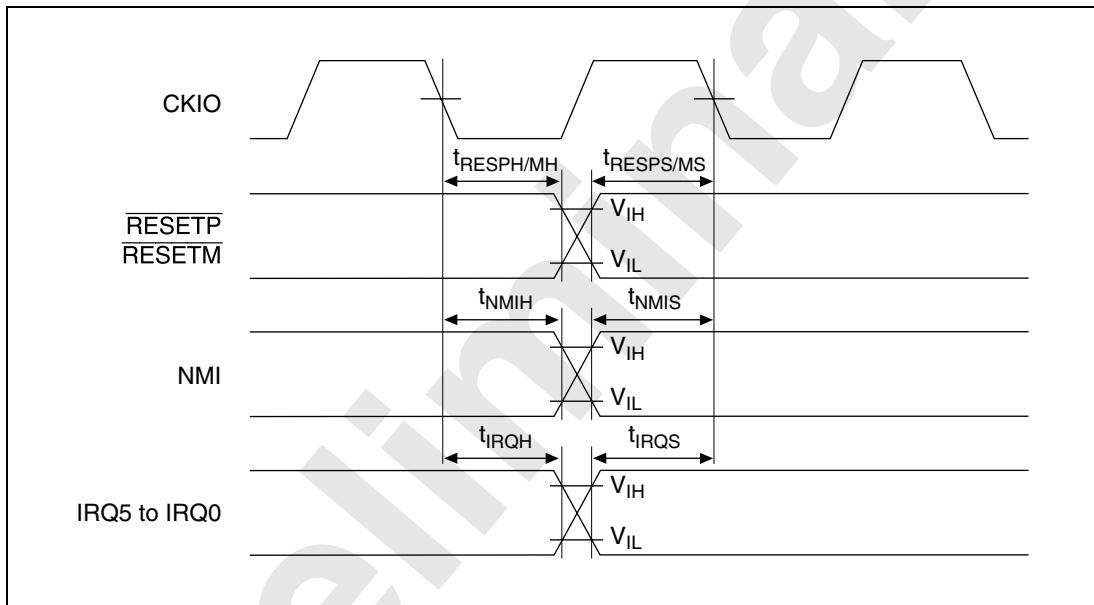 CKIO
tRESPH/MH tRESPS/MS
RESETP
RESETM
VIH
VIL
tNMIH tNMIS
NMI
VIH
VIL
tIRQH tIRQS
IRQ5 to IRQ0
VIH
VIL
elimina